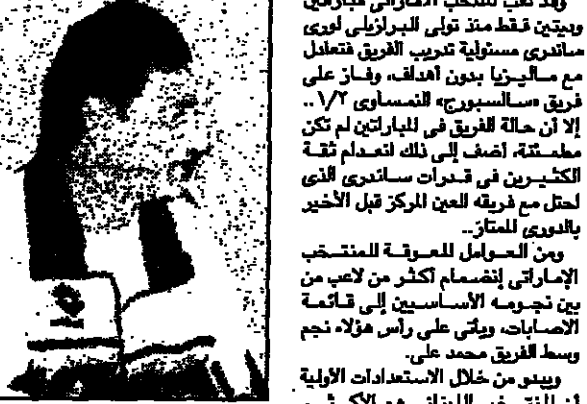 وقد لعب المنتخب الاماراتى مباراتين
وديتين فقط منذ تولى البرازيلى لورى
ساندرى مسئولية تدريب الفريق فتعادل
مع ماليزيا بدون أهداف، وفاز على
فريق «سالسبورج» النمساوى ١/٢ ..
إلا أن حالة الفريق فى المباراتين لم تكن
مطمئنة، أضف إلى ذلك انعدام ثقة
الكثيرين فى قدرات ساندرى الذى
احتل مع فريقه العين المركز قبل الأخير
بالدورى الممتاز..
ومن العوامل المعوقة للمنتخب
الإماراتى إنضمام اكثر من لاعب من
بين نجومه الأساسيين إلى قائمة
الاصابات، ويأتى على رأس هؤلاء نجم
وسط الفريق محمد على.
ويبدو من خلال الاستعدادات الأولية